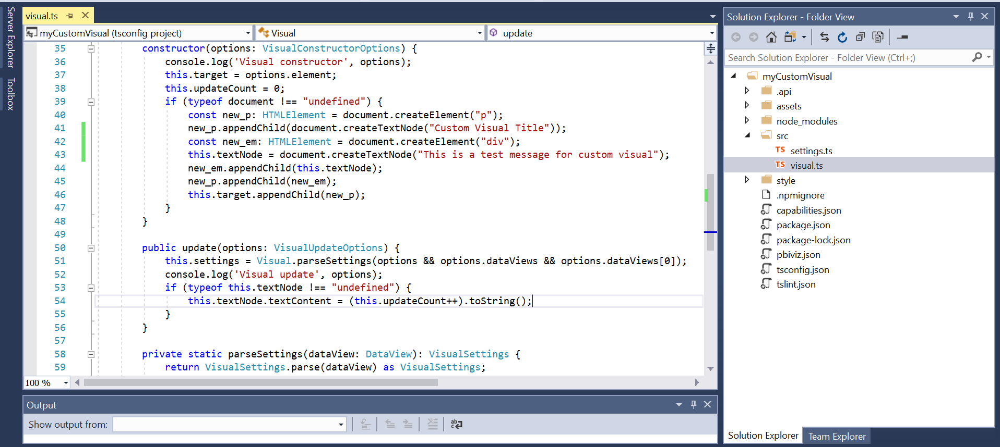 Server Explorer
Toolbox
visual.ts
myCustomVisual (tsconfig project)
Visual
update
35 constructor(options: VisualConstructorOptions) {
36 console.log('Visual constructor', options);
37 this.target = options.element;
38 this.updateCount = 0;
39 if (typeof document !== "undefined") {
40 const new_p: HTMLElement = document.createElement("p");
41 new_p.appendChild(document.createTextNode("Custom Visual Title"));
42 const new_em: HTMLElement = document.createElement("div");
43 this.textNode = document.createTextNode("This is a test message for custom visual");
44 new_em.appendChild(this.textNode);
45 new_p.appendChild(new_em);
46 this.target.appendChild(new_p);
47 }
48 }
49
50 public update(options: VisualUpdateOptions) {
51 this.settings = Visual.parseSettings(options && options.dataViews && options.dataViews[0]);
52 console.log('Visual update', options);
53 if (typeof this.textNode !== "undefined") {
54 this.textNode.textContent = (this.updateCount++).toString();
55 }
56 }
57
58 private static parseSettings(dataView: DataView): VisualSettings {
59 return VisualSettings.parse(dataView) as VisualSettings;
100 %
Output
Show output from:
Solution Explorer - Folder View
Search Solution Explorer - Folder View (Ctrl+;)
myCustomVisual
.api
assets
node_modules
src
TS settings.ts
TS visual.ts
style
.npmignore
capabilities.json
package.json
package-lock.json
pbiviz.json
tsconfig.json
tslint.json
Solution Explorer
Team Explorer